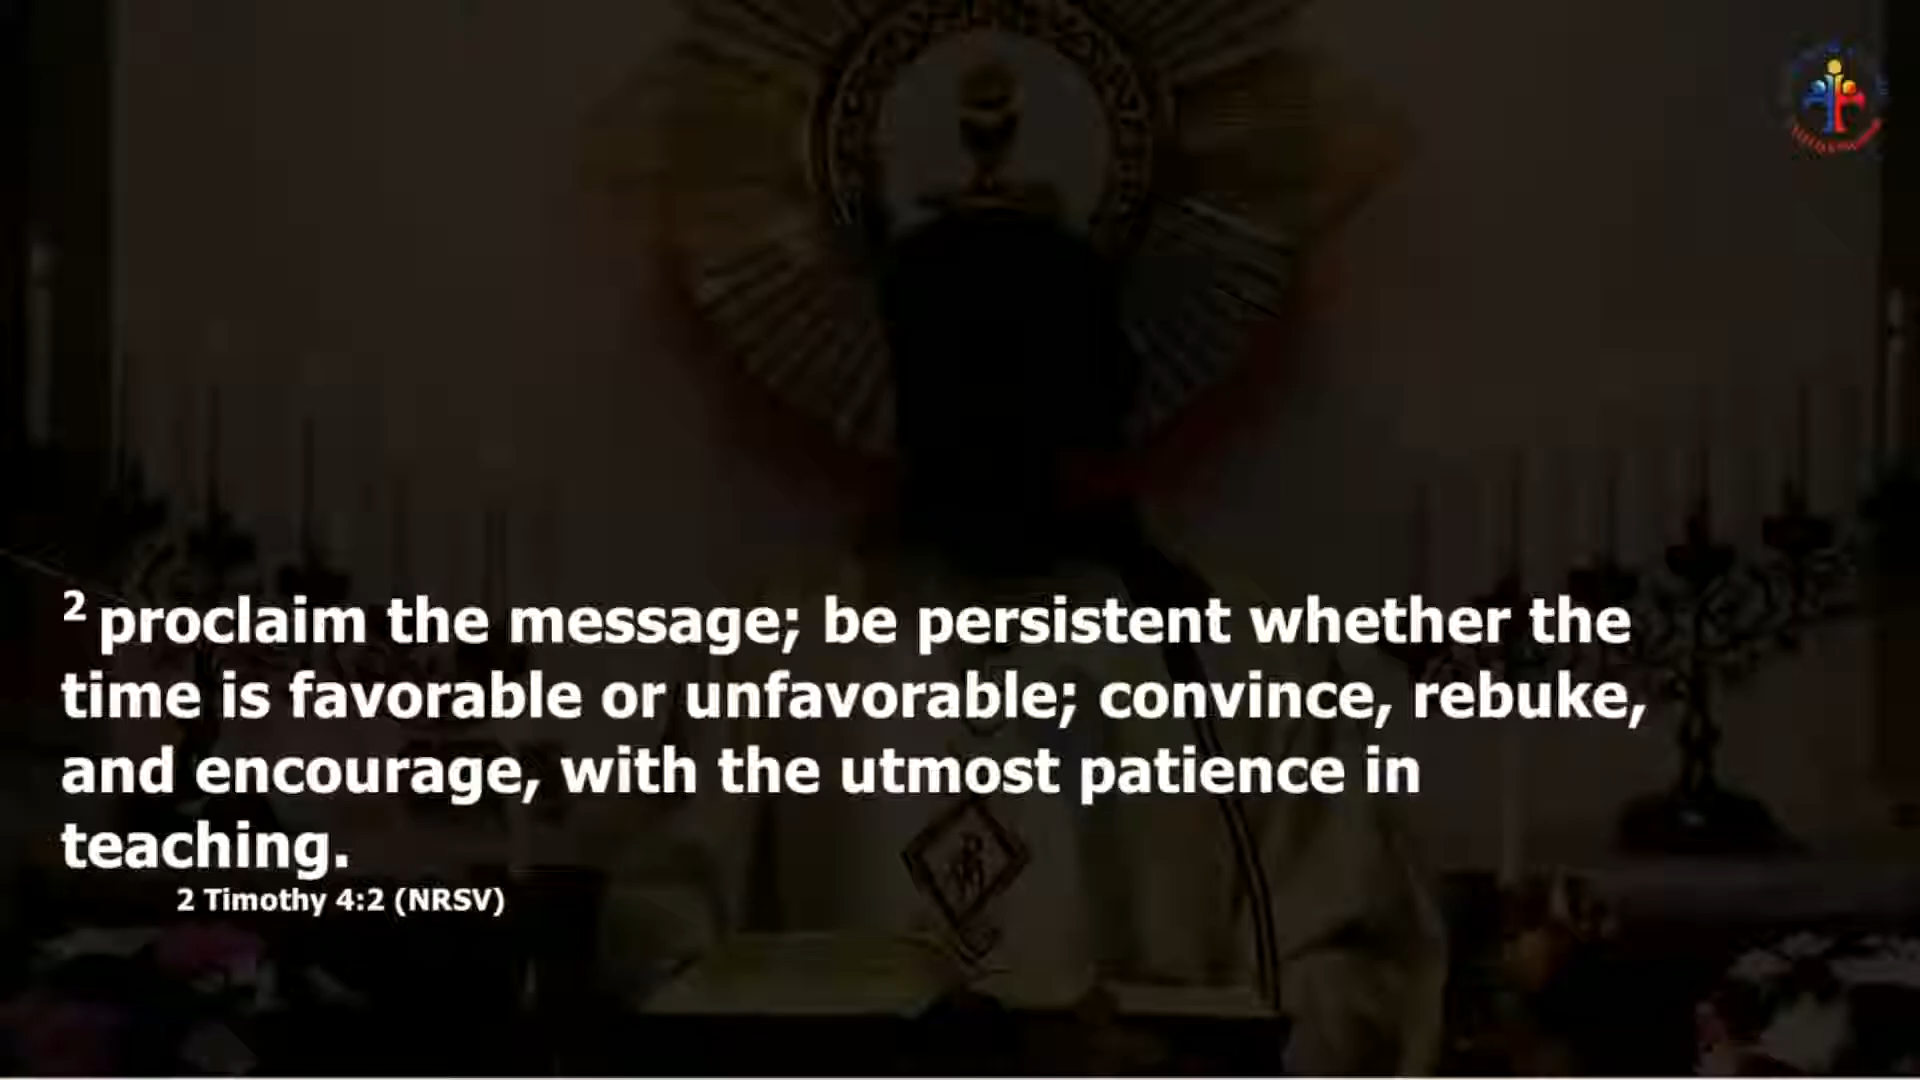 2 proclaim the message; be persistent whether the
time is favorable or unfavorable; convince, rebuke,
and encourage, with the utmost patience in
teaching.
2 Timothy 4:2 (NRSV)